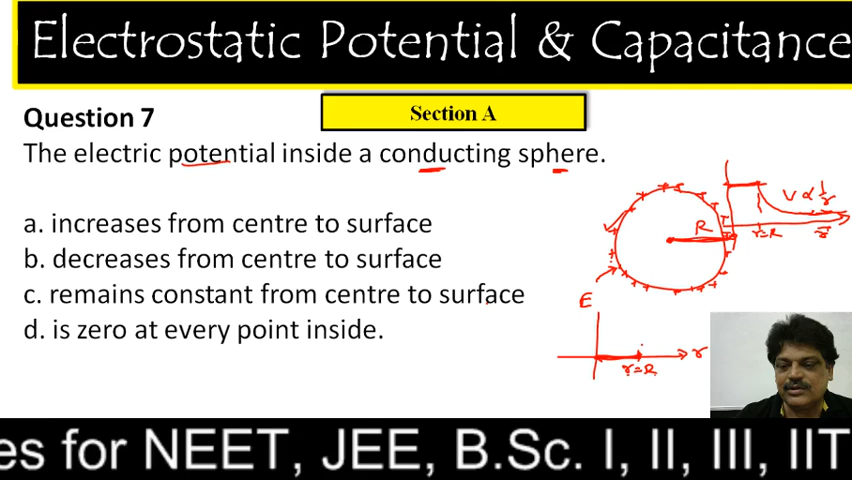 Electrostatic Potential & Capacitance
Section A
Question 7
The electric potential inside a conducting sphere.
a. increases from centre to surface
b. decreases from centre to surface
c. remains constant from centre to surface
d. is zero at every point inside.
V ∝ 1/r
R
r=R
r
E
r
r=R
es for NEET, JEE, B.Sc. I, II, III, IIT